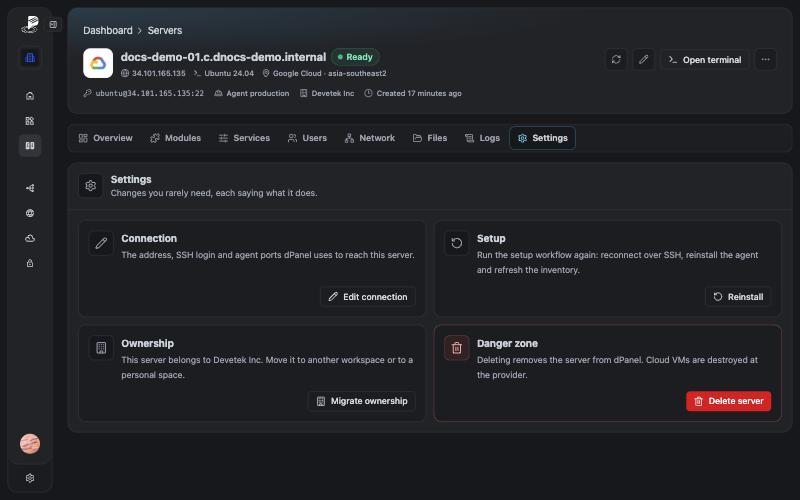 Dashboard > Servers
docs-demo-01.c.dnocs-demo.internal Ready
34.101.165.135 Ubuntu 24.04 Google Cloud · asia-southeast2
Open terminal
ubuntu@34.101.165.135:22 Agent production Devetek Inc Created 17 minutes ago
Overview Modules Services Users Network Files Logs Settings
Settings
Changes you rarely need, each saying what it does.
Connection
The address, SSH login and agent ports dPanel uses to reach this server.
Edit connection
Setup
Run the setup workflow again: reconnect over SSH, reinstall the agent
and refresh the inventory.
Reinstall
Ownership
This server belongs to Devetek Inc. Move it to another workspace or to a
personal space.
Migrate ownership
Danger zone
Deleting removes the server from dPanel. Cloud VMs are destroyed at
the provider.
Delete server